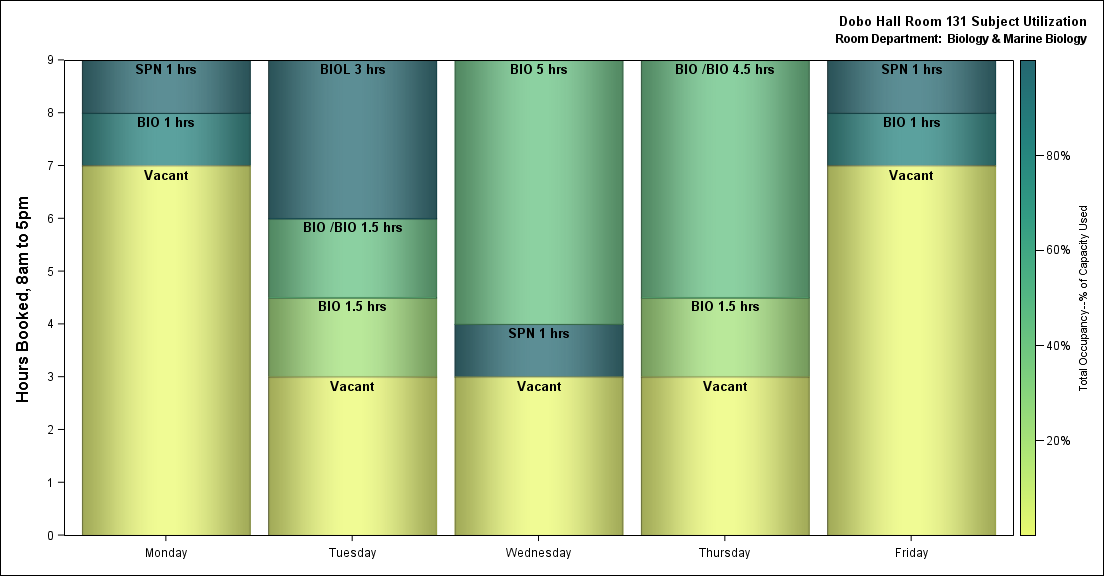 Dobo Hall Room 131 Subject Utilization
Room Department: Biology & Marine Biology
Hours Booked, 8am to 5pm
9
8
7
6
5
4
3
2
1
0
SPN 1 hrs
BIO 1 hrs
Vacant
BIOL 3 hrs
BIO /BIO 1.5 hrs
BIO 1.5 hrs
Vacant
BIO 5 hrs
SPN 1 hrs
Vacant
BIO /BIO 4.5 hrs
BIO 1.5 hrs
Vacant
SPN 1 hrs
BIO 1 hrs
Vacant
Monday
Tuesday
Wednesday
Thursday
Friday
80%
60%
40%
20%
Total Occupancy--% of Capacity Used